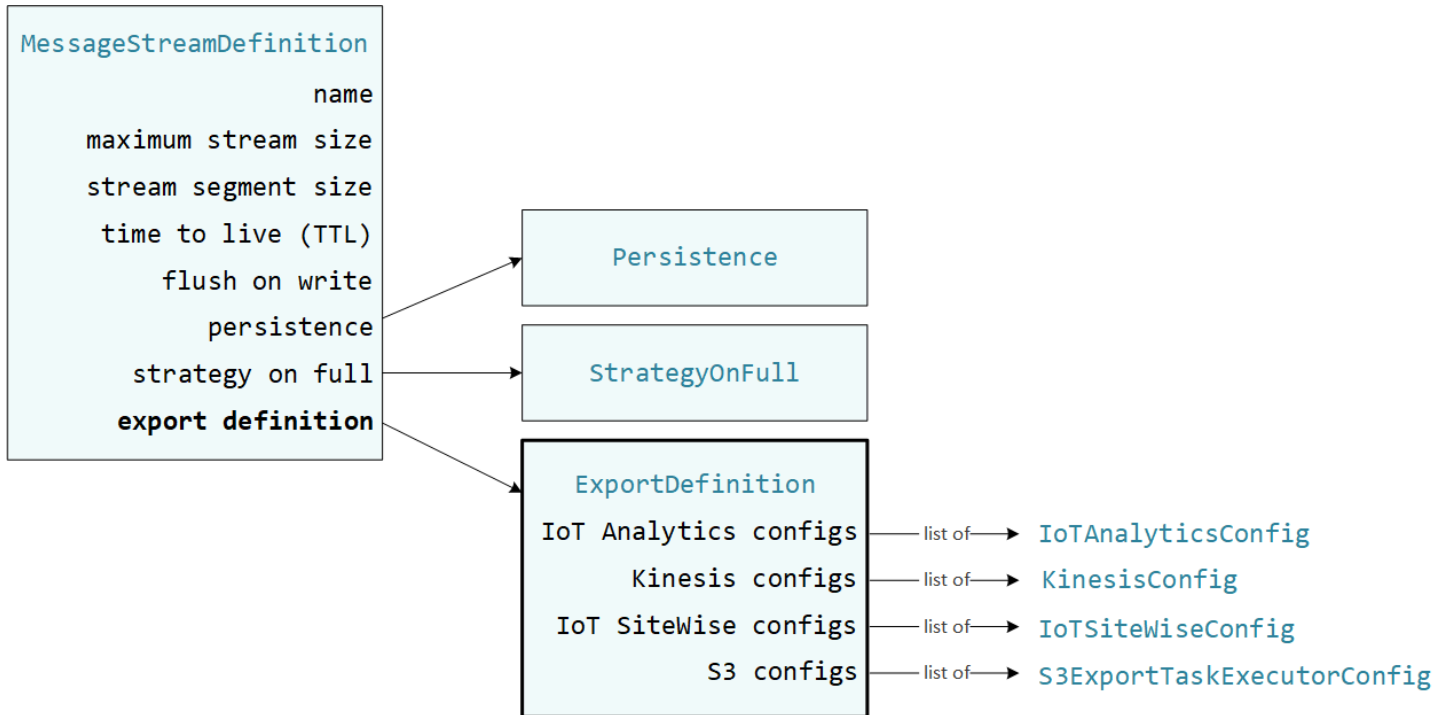 MessageStreamDefinition
name
maximum stream size
stream segment size
time to live (TTL)
flush on write
persistence
strategy on full
export definition
Persistence
StrategyOnFull
ExportDefinition
IoT Analytics configs
list of
IoTAnalyticsConfig
Kinesis configs
list of
KinesisConfig
IoT SiteWise configs
list of
IoTSiteWiseConfig
S3 configs
list of
S3ExportTaskExecutorConfig